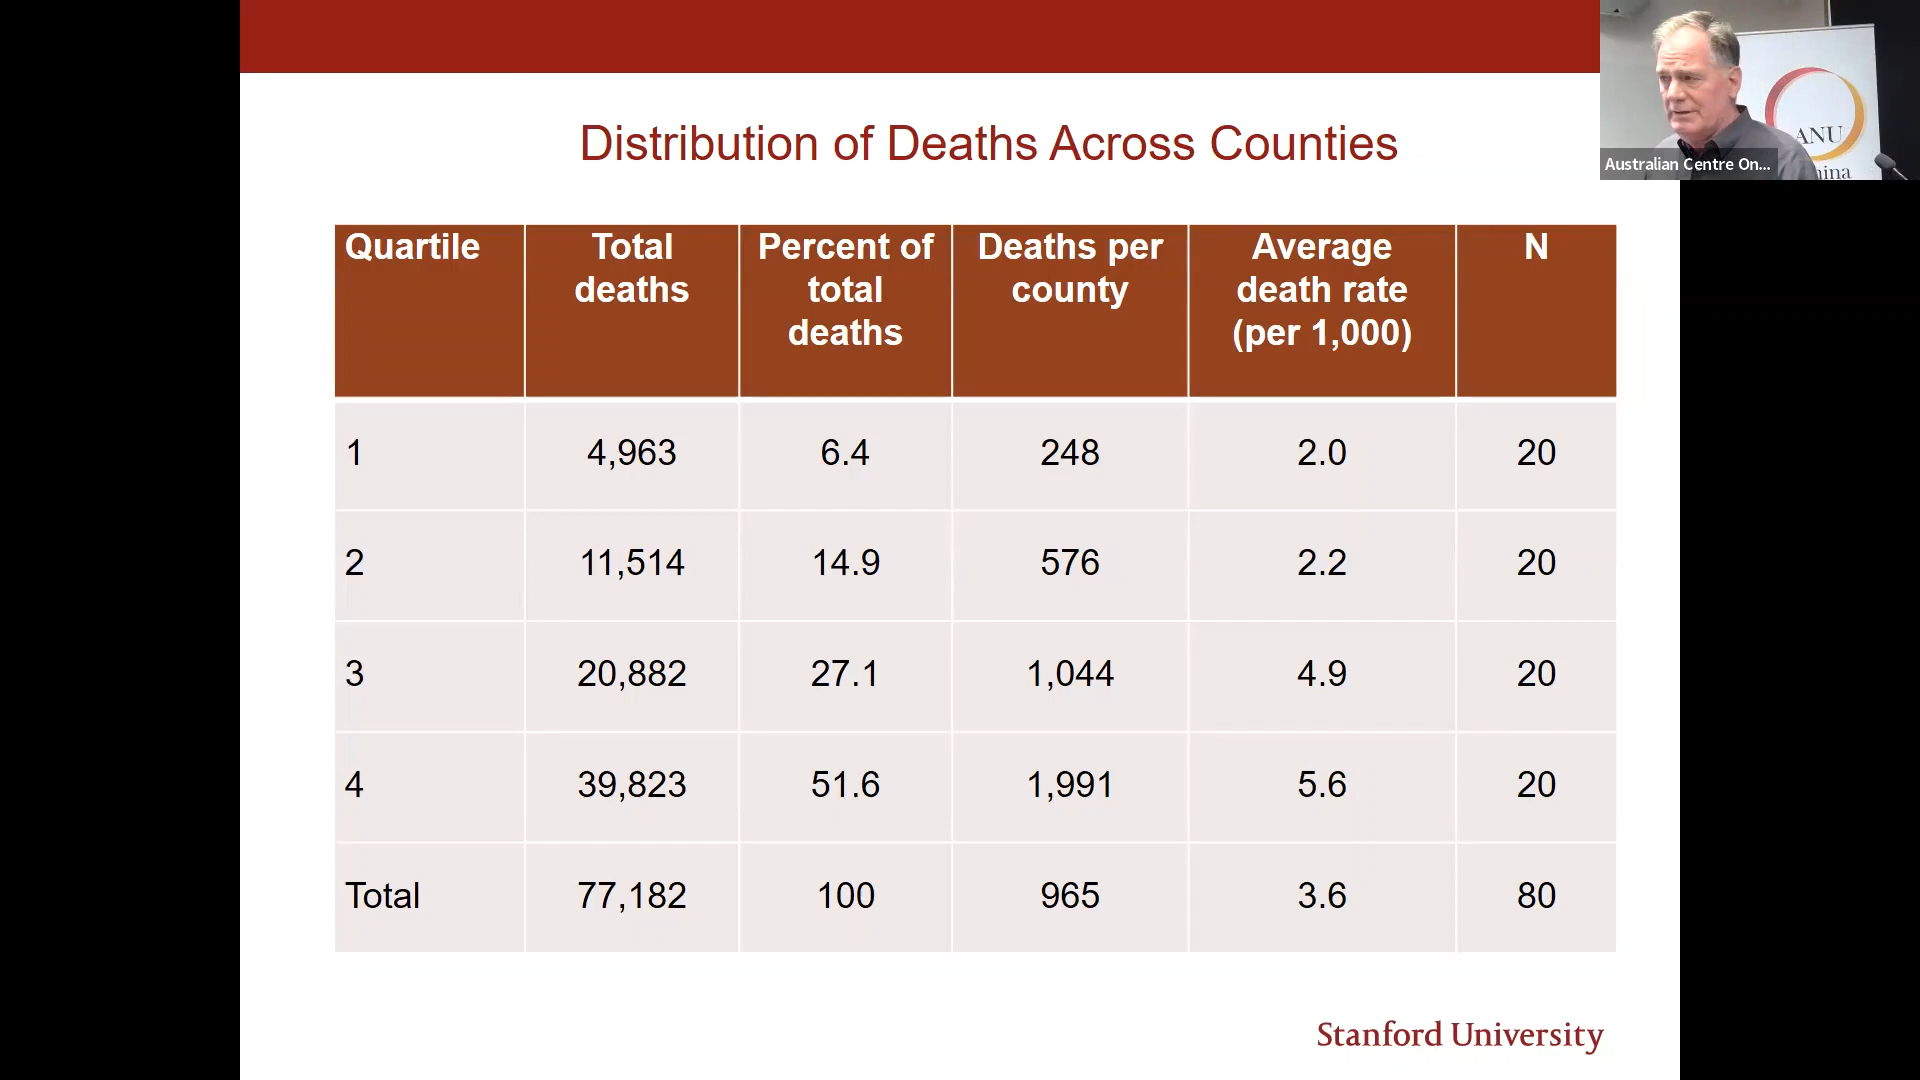 Distribution of Deaths Across Counties
Quartile
Total
deaths
Percent of
total
deaths
Deaths per
county
Average
death rate
(per 1,000)
N
1 4,963 6.4 248 2.0 20
2 11,514 14.9 576 2.2 20
3 20,882 27.1 1,044 4.9 20
4 39,823 51.6 1,991 5.6 20
Total 77,182 100 965 3.6 80
Stanford University
ANU
Australian Centre On...